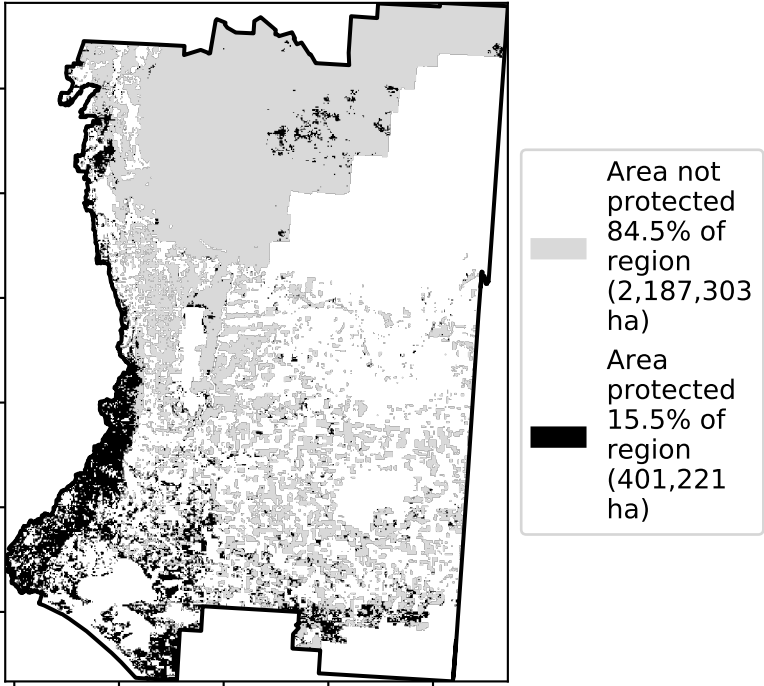 Area not
protected
84.5% of
region
(2,187,303
ha)
Area
protected
15.5% of
region
(401,221
ha)